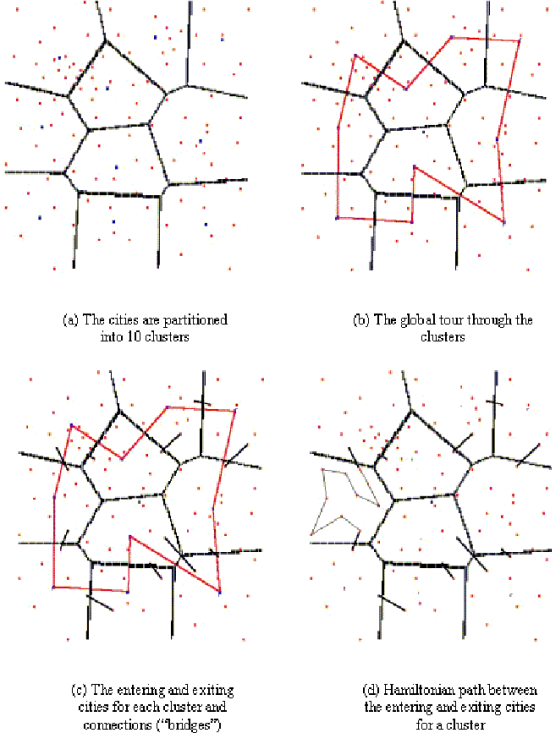 (a) The cities are partitioned
into 10 clusters
(b) The global tour through the
clusters
(c) The entering and exiting
cities for each cluster and
connections (“bridges”)
(d) Hamiltonian path between
the entering and exiting cities
for a cluster